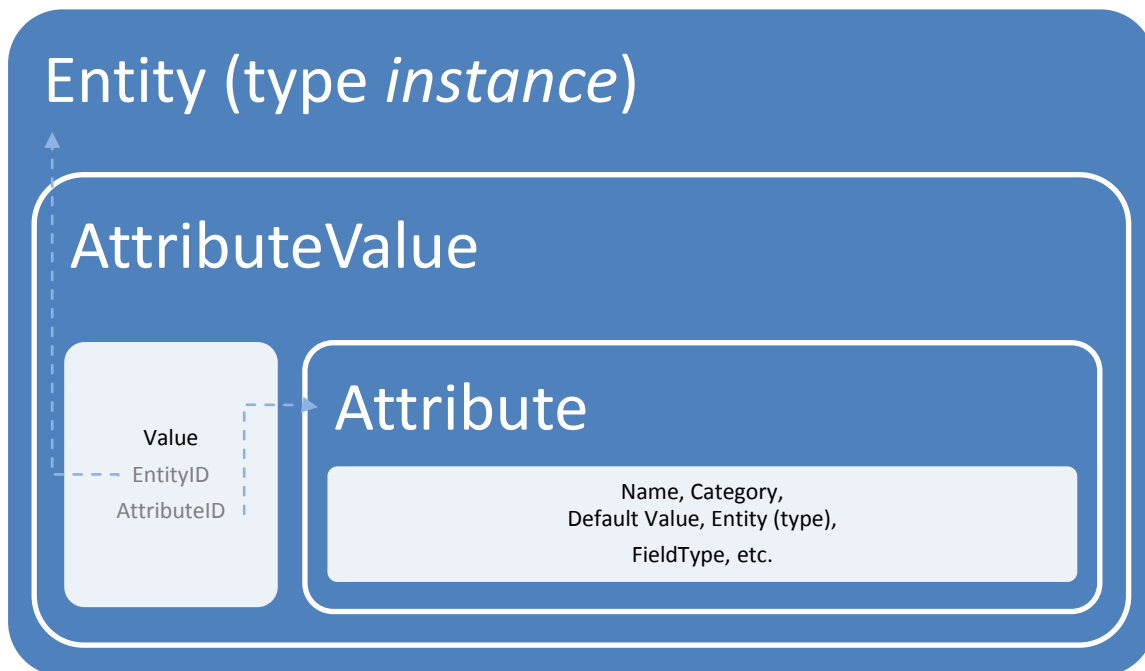 Entity (type instance)
AttributeValue
Value
EntityID
AttributeID
Attribute
Name, Category,
Default Value, Entity (type),
FieldType, etc.